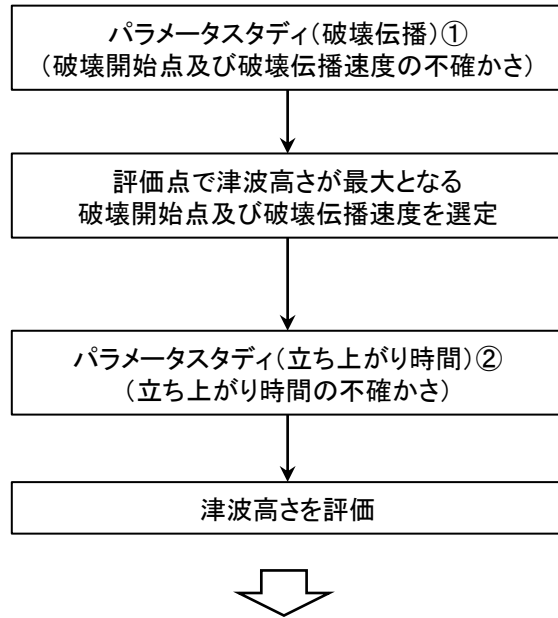 パラメータスタディ(破壊伝播)①
(破壊開始点及び破壊伝播速度の不確かさ)
評価点で津波高さが最大となる
破壊開始点及び破壊伝播速度を選定
パラメータスタディ(立ち上がり時間)②
(立ち上がり時間の不確かさ)
津波高さを評価